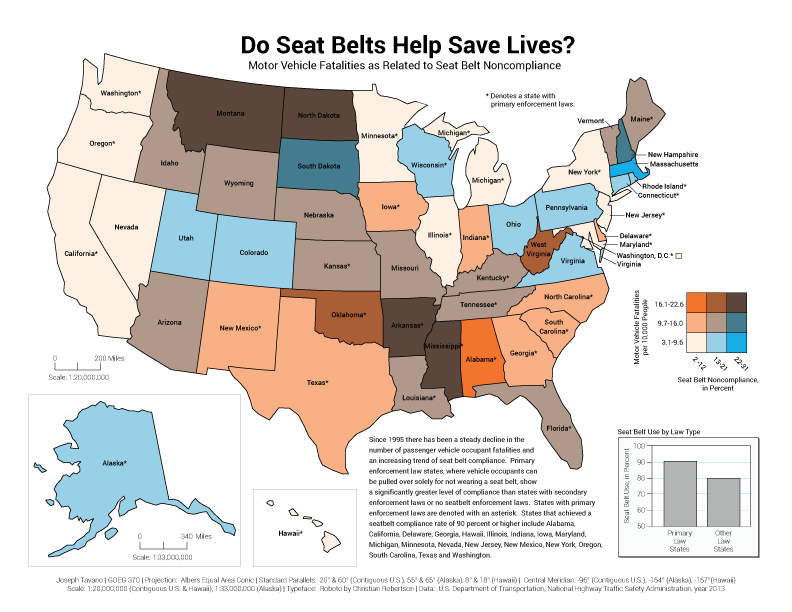 Do Seat Belts Help Save Lives?
Motor Vehicle Fatalities as Related to Seat Belt Noncompliance
* Denotes a state with
primary enforcement laws.
Washington*
Oregon*
California*
Nevada
Idaho
Montana
Wyoming
Utah
Colorado
Arizona
New Mexico*
North Dakota
South Dakota
Nebraska
Kansas*
Oklahoma*
Texas*
Minnesota*
Iowa*
Missouri
Arkansas*
Louisiana*
Wisconsin*
Illinois*
Michigan*
Michigan*
Indiana*
Ohio
Kentucky*
Tennessee*
Mississippi*
Alabama*
Georgia*
Florida*
South
Carolina*
North Carolina*
West
Virginia
Virginia
Pennsylvania
New York*
Vermont
Maine*
New Hampshire
Massachusetts
Rhode Island*
Connecticut*
New Jersey*
Delaware*
Maryland*
Washington, D.C.*
Virginia
Motor Vehicle Fatalities
per 10,000 People
16.1-22.6
9.7-16.0
3.1-9.6
2-12
13-21
22-31
Seat Belt Noncompliance,
in Percent
0 200 Miles
Scale: 1:20,000,000
Alaska*
0 340 Miles
Scale: 1:33,000,000
Hawaii*
Since 1995 there has been a steady decline in the
number of passenger vehicle occupant fatalities and
an increasing trend of seat belt compliance. Primary
enforcement law states, where vehicle occupants can
be pulled over solely for not wearing a seat belt, show
a significantly greater level of compliance than states with secondary
enforcement laws or no seatbelt enforcement laws. States with primary
enforcement laws are denoted with an asterisk. States that achieved a
seatbelt compliance rate of 90 percent or higher include Alabama,
California, Delaware, Georgia, Hawaii, Illinois, Indiana, Iowa, Maryland,
Michigan, Minnesota, Nevada, New Jersey, New Mexico, New York, Oregon,
South Carolina, Texas and Washington.
Seat Belt Use by Law Type
Seat Belt Use, in Percent
100
90
80
70
60
50
Primary
Law
States
Other
Law
States
Joseph Tavano | GOEG 370 | Projection: Albers Equal Area Conic | Standard Parallels: 20° & 60° (Contiguous U.S.), 55° & 65° (Alaska), 8° & 18° (Hawaii) | Central Meridian: -96° (Contiguous U.S.), -154° (Alaska), -157°(Hawaii)
Scale: 1:20,000,000 (Contiguous U.S. & Hawaii), 1:33,000,000 (Alaska) | Typeface: Roboto by Christian Robertson | Data: U.S. Department of Transportation, National Highway Traffic Safety Administration, year 2013